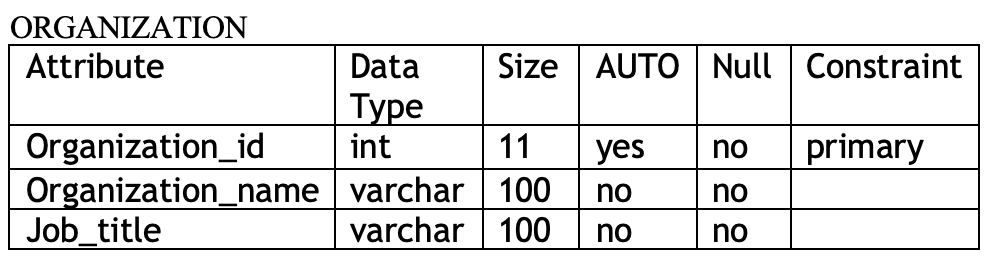 ORGANIZATION
Attribute Data Type Size AUTO Null Constraint
Organization_id int 11 yes no primary
Organization_name varchar 100 no no
Job_title varchar 100 no no